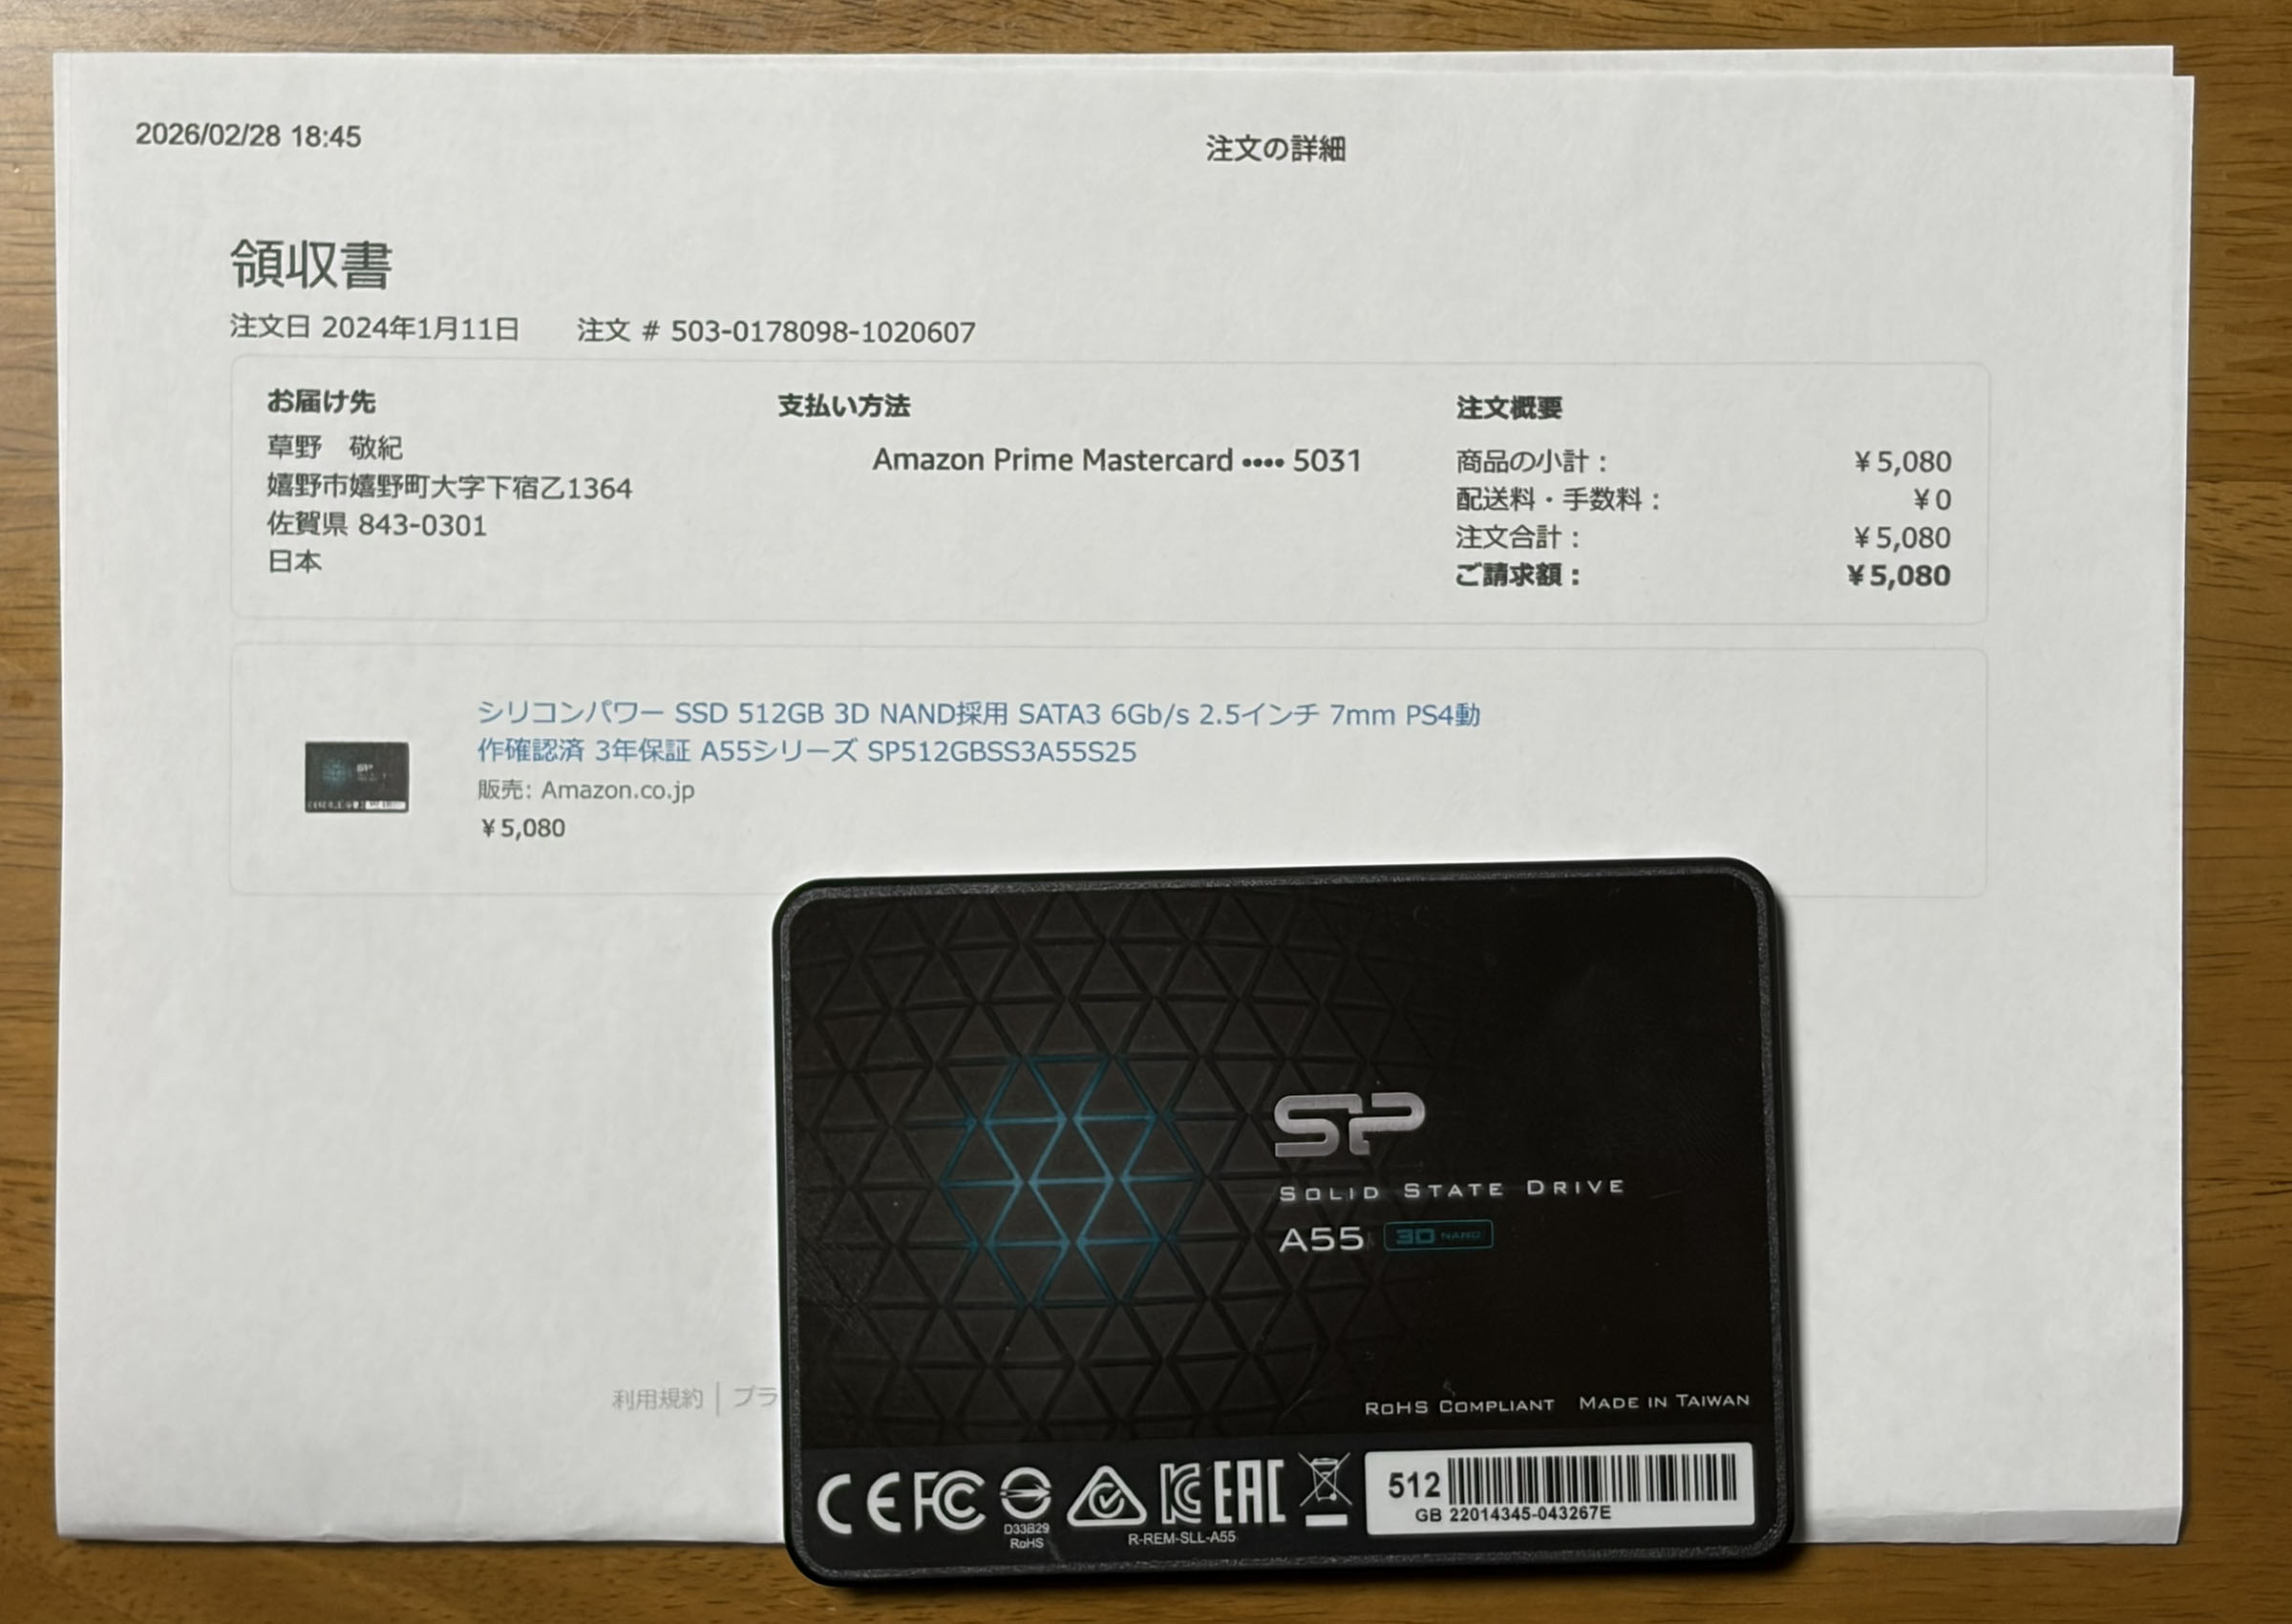 2026/02/28 18:45
注文の詳細
領収書
注文日 2024年1月11日 注文 # 503-0178098-1020607
お届け先
草野 敬紀
嬉野市嬉野町大字下宿乙1364
佐賀県 843-0301
日本
支払い方法
Amazon Prime Mastercard •••• 5031
注文概要
商品の小計： ¥5,080
配送料・手数料： ¥0
注文合計： ¥5,080
ご請求額： ¥5,080
シリコンパワー SSD 512GB 3D NAND採用 SATA3 6Gb/s 2.5インチ 7mm PS4動
作確認済 3年保証 A55シリーズ SP512GBSS3A55S25
販売: Amazon.co.jp
¥5,080
利用規約 | プラ
SP
SOLID STATE DRIVE
A55 3D NAND
RoHS COMPLIANT MADE IN TAIWAN
CE FC EAC
D33B29
RoHS
R-REM-SLL-A55
512
GB 22014345-043267E